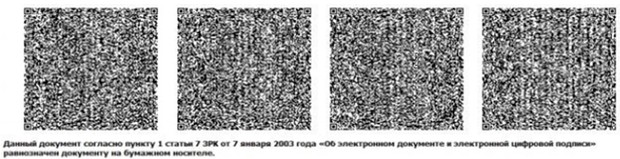 Данный документ согласно пункту 1 статьи 7 ЗРК от 7 января 2003 года «Об электронном документе и электронной цифровой подписи»
равнозначен документу на бумажном носителе.